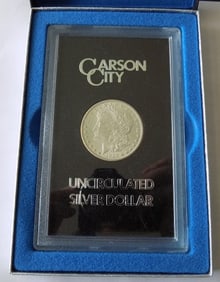 CARSON
CITY
UNCIRCULATED
SILVER DOLLAR